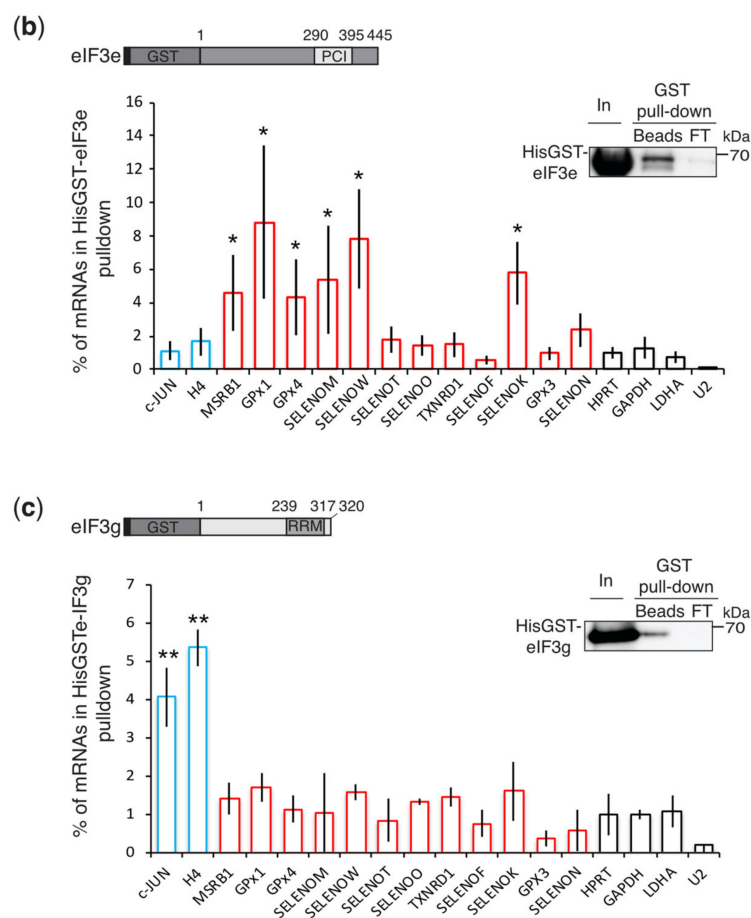 (b)
1 290 395 445
eIF3e GST PCI
GST
pull-down
In
Beads FT kDa
HisGST-
eIF3e
70
% of mRNAs in HisGST-eIF3e
pulldown
16
14
12
10
8
6
4
2
0
* * * * * *
c-JUN H4 MSRB1 GPx1 GPx4 SELENOM SELENOW SELENOT SELENOO TXNRD1 SELENOF SELENOK GPX3 SELENON HPRT GAPDH LDHA U2
(c)
1 239 317 320
eIF3g GST RRM
GST
pull-down
In
Beads FT kDa
HisGST-
eIF3g
70
% of mRNAs in HisGSTe-IF3g
pulldown
7
6
5
4
3
2
1
0
** **
c-JUN H4 MSRB1 GPx1 GPx4 SELENOM SELENOW SELENOT SELENOO TXNRD1 SELENOF SELENOK GPX3 SELENON HPRT GAPDH LDHA U2